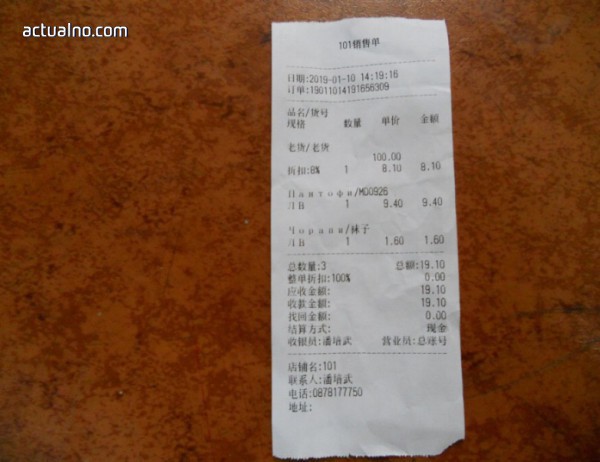 actualno.com
101销售单
日期:2019-01-10 14:19:16
订单:19011014191656309
品名/货号
规格 数量 单价 金额
老货/老货
100.00
折扣:8% 1 8.10 8.10
Пантофи/M00926
ЛВ 1 9.40 9.40
Чорапи/袜子
ЛВ 1 1.60 1.60
总数量:3 总额:19.10
整单折扣:100% 0.00
应收金额: 19.10
收款金额: 19.10
找回金额: 0.00
结算方式: 现金
收银员:潘培武 营业员:总账号
店铺名:101
联系人:潘培武
电话:0878177750
地址: